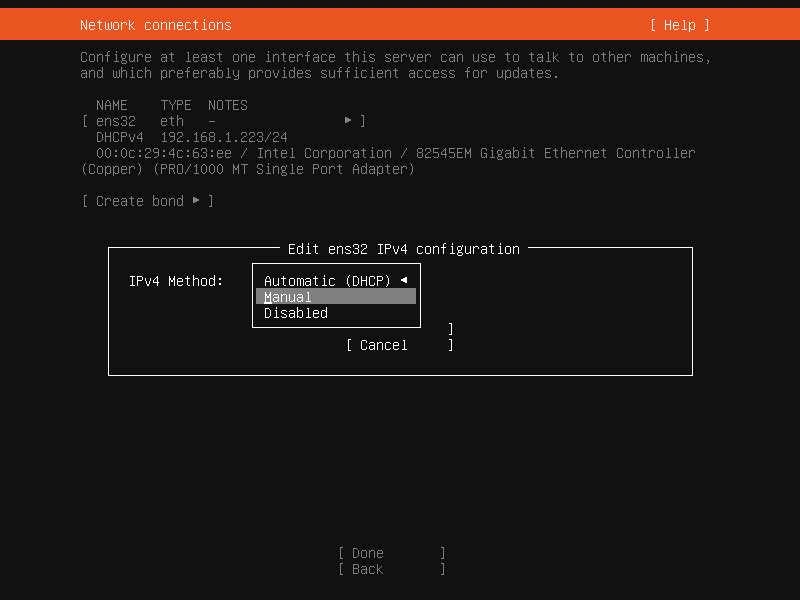 Network connections [ Help ]
Configure at least one interface this server can use to talk to other machines,
and which preferably provides sufficient access for updates.
NAME TYPE NOTES
[ ens32 eth – ▸ ]
DHCPv4 192.168.1.223/24
00:0c:29:4c:63:ee / Intel Corporation / 82545EM Gigabit Ethernet Controller
(Copper) (PRO/1000 MT Single Port Adapter)
[ Create bond ▸ ]
Edit ens32 IPv4 configuration
IPv4 Method: Automatic (DHCP) ◂
Manual
Disabled
]
[ Cancel ]
[ Done ]
[ Back ]